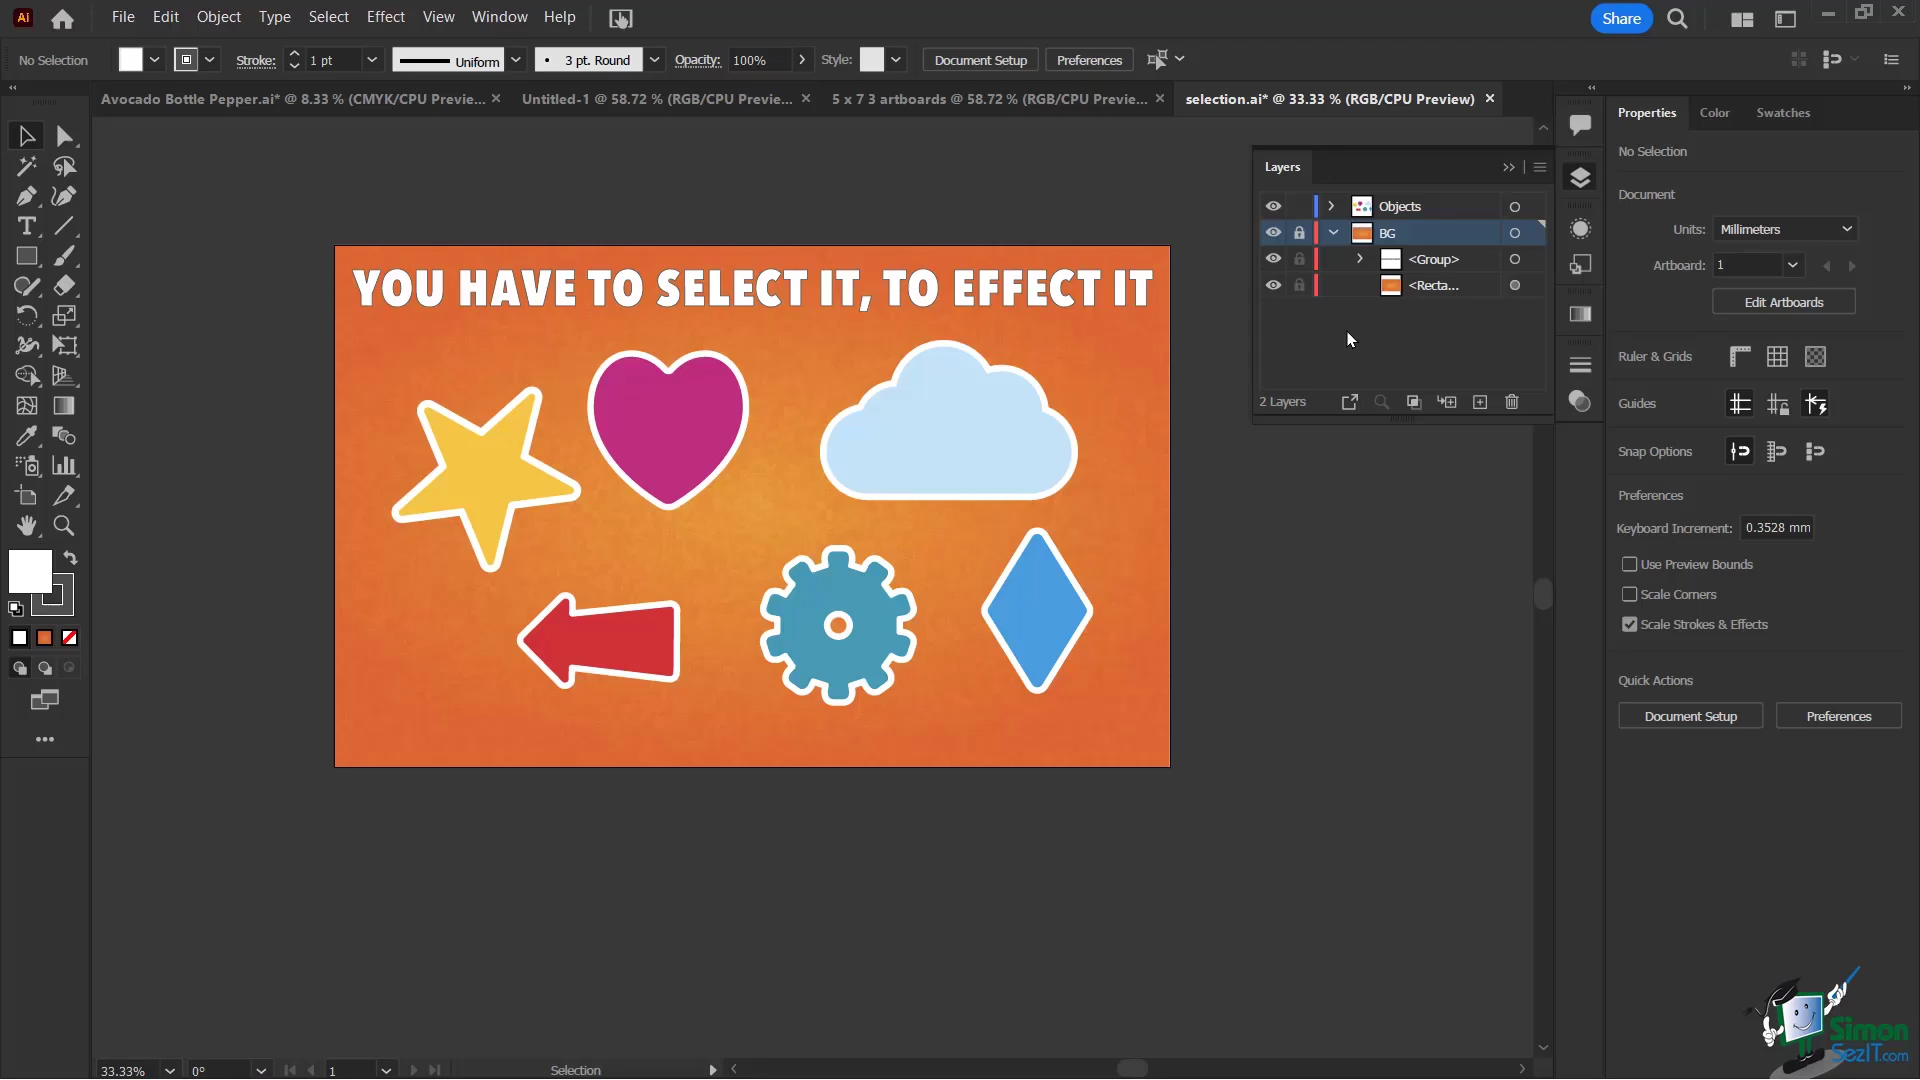 Ai File Edit Object Type Select Effect View Window Help Share
No Selection Stroke: 1 pt Uniform 3 pt. Round Opacity: 100% Style: Document Setup Preferences
Avocado Bottle Pepper.ai* @ 8.33 % (CMYK/CPU Previe... Untitled-1 @ 58.72 % (RGB/CPU Previe... 5 x 7 3 artboards @ 58.72 % (RGB/CPU Previe... selection.ai* @ 33.33 % (RGB/CPU Preview)
Properties Color Swatches
No Selection
Document
Units: Millimeters
Artboard: 1
Edit Artboards
Ruler & Grids
Guides
Snap Options
Preferences
Keyboard Increment: 0.3528 mm
Use Preview Bounds
Scale Corners
Scale Strokes & Effects
Quick Actions
Document Setup Preferences
Layers
Objects
BG
<Group>
<Recta...
2 Layers
YOU HAVE TO SELECT IT, TO EFFECT IT
33.33% 0° 1 Selection
Simon
SezIT.com